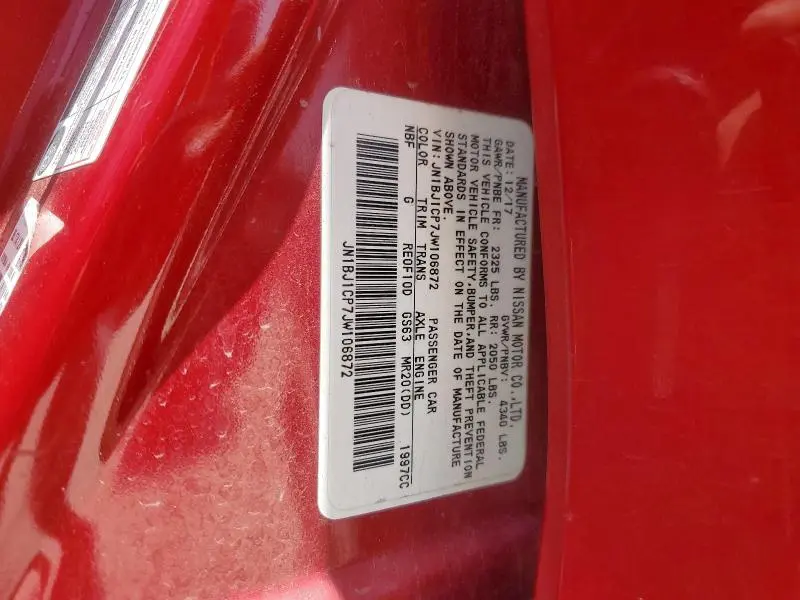 MANUFACTURED BY NISSAN MOTOR CO.,LTD.
DATE: 12/17 GVWR/PNBV: 4340 LBS.
GAWR/PNBE FR: 2325 LBS. RR: 2050 LBS.
THIS VEHICLE CONFORMS TO ALL APPLICABLE FEDERAL
MOTOR VEHICLE SAFETY,BUMPER,AND THEFT PREVENTION
STANDARDS IN EFFECT ON THE DATE OF MANUFACTURE
SHOWN ABOVE.
VIN: JN1BJ1CP7JW106872 PASSENGER CAR
COLOR TRIM TRANS AXLE ENGINE
NBF G RE0F10D GS63 MR20(DD) 1997CC
JN1BJ1CP7JW106872